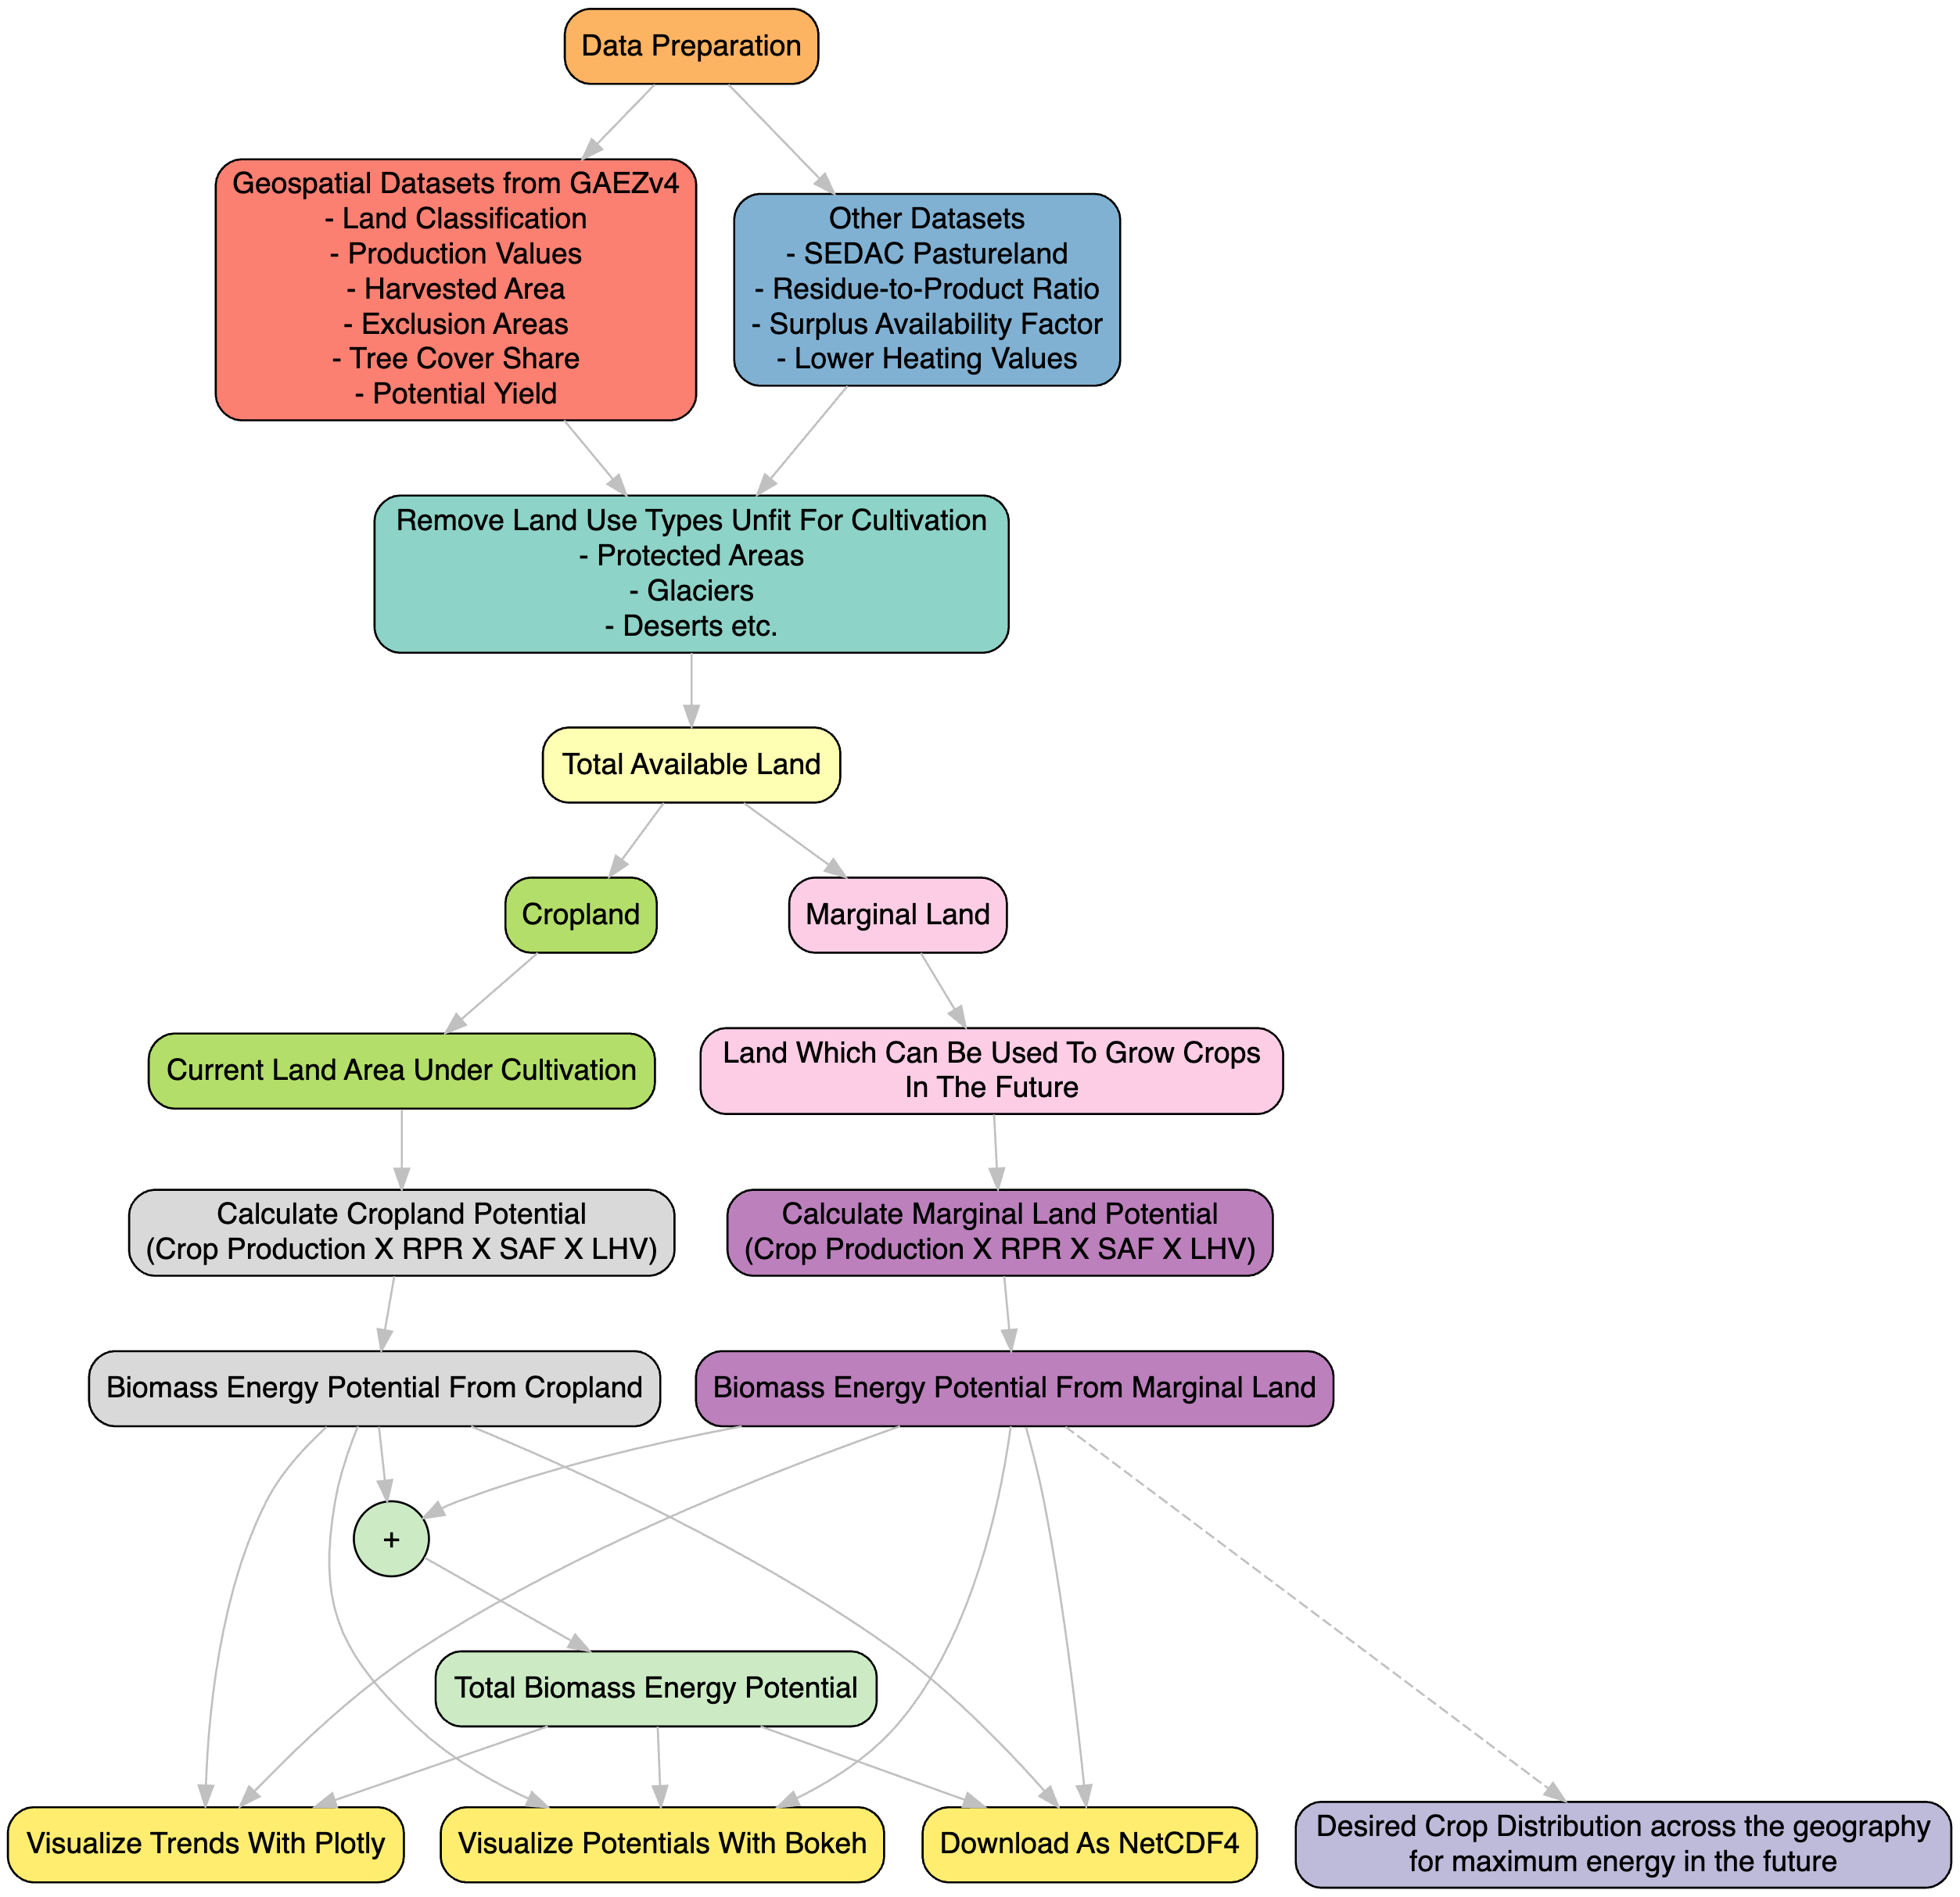 Data Preparation
Geospatial Datasets from GAEZv4
- Land Classification
- Production Values
- Harvested Area
- Exclusion Areas
- Tree Cover Share
- Potential Yield
Other Datasets
- SEDAC Pastureland
- Residue-to-Product Ratio
- Surplus Availability Factor
- Lower Heating Values
Remove Land Use Types Unfit For Cultivation
- Protected Areas
- Glaciers
- Deserts etc.
Total Available Land
Cropland
Marginal Land
Current Land Area Under Cultivation
Land Which Can Be Used To Grow Crops
In The Future
Calculate Cropland Potential
(Crop Production X RPR X SAF X LHV)
Calculate Marginal Land Potential
(Crop Production X RPR X SAF X LHV)
Biomass Energy Potential From Cropland
Biomass Energy Potential From Marginal Land
+
Total Biomass Energy Potential
Visualize Trends With Plotly
Visualize Potentials With Bokeh
Download As NetCDF4
Desired Crop Distribution across the geography
for maximum energy in the future